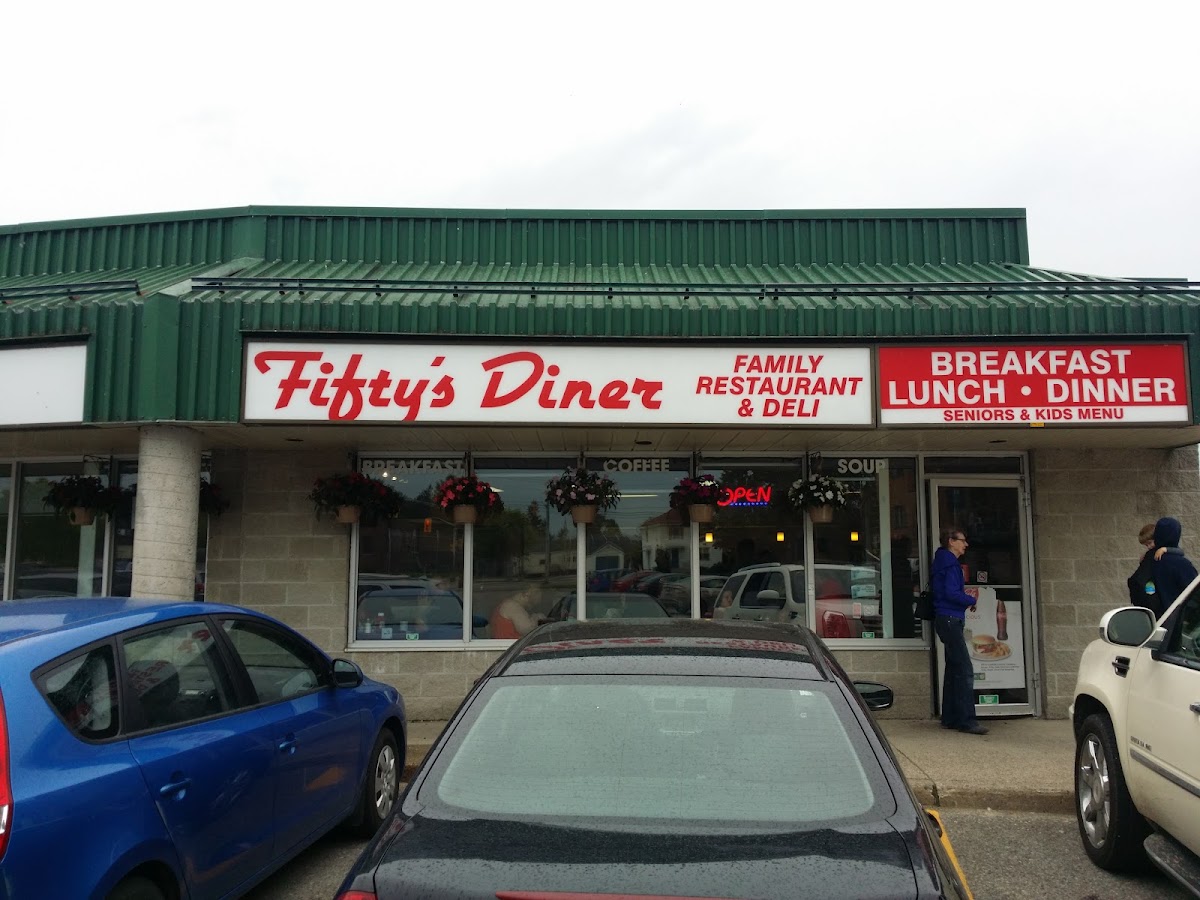 Fifty's Diner
FAMILY
RESTAURANT
& DELI
BREAKFAST
LUNCH • DINNER
SENIORS & KIDS MENU
BREAKFAST
COFFEE
SOUP
OPEN